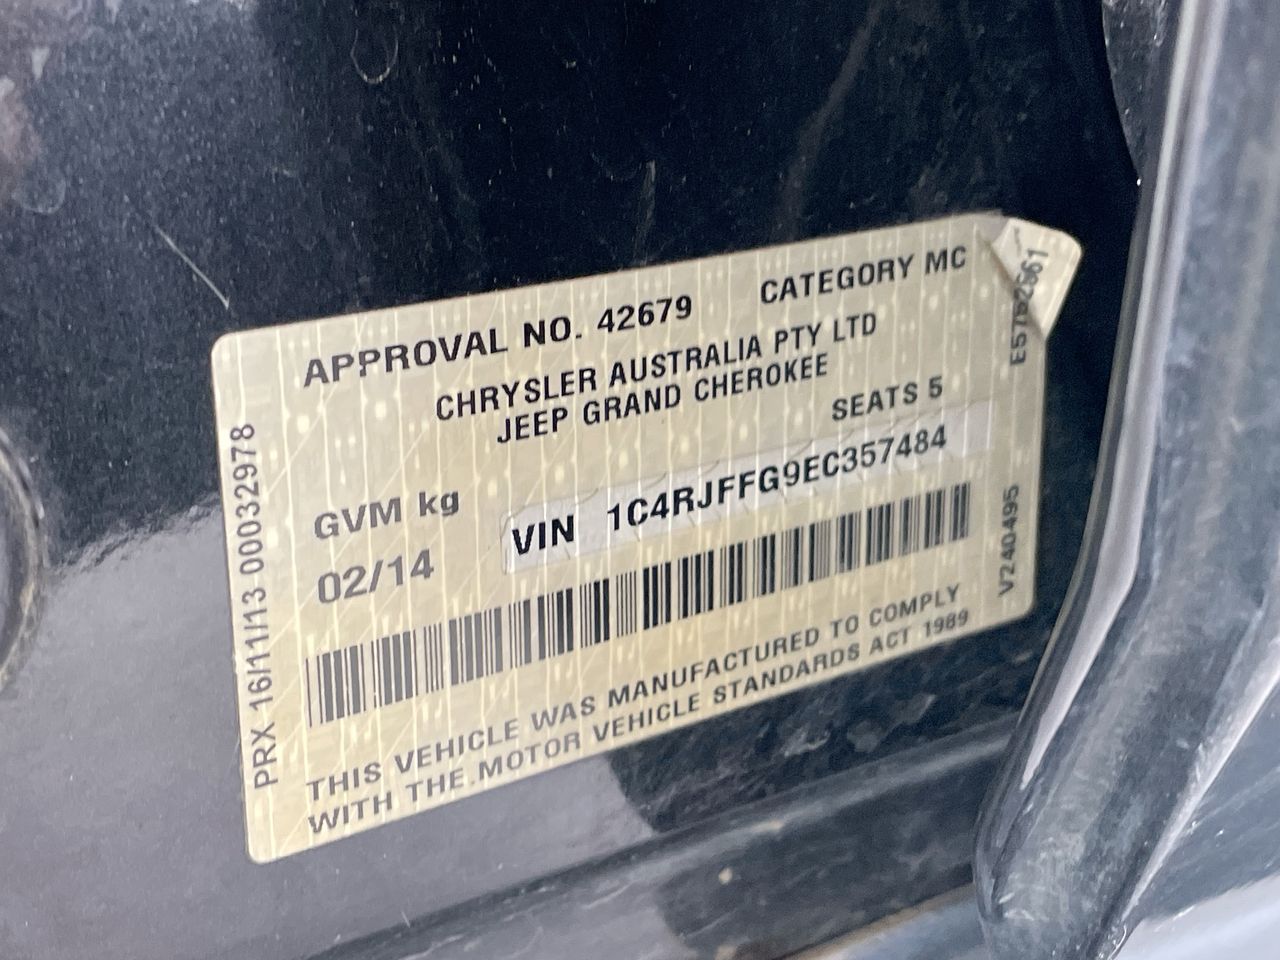 APPROVAL NO. 42679
CATEGORY MC
CHRYSLER AUSTRALIA PTY LTD
JEEP GRAND CHEROKEE
SEATS 5
GVM kg
VIN 1C4RJFFG9EC357484
02/14
THIS VEHICLE WAS MANUFACTURED TO COMPLY
WITH THE MOTOR VEHICLE STANDARDS ACT 1989
PRX 16/11/13 00032978
V240495